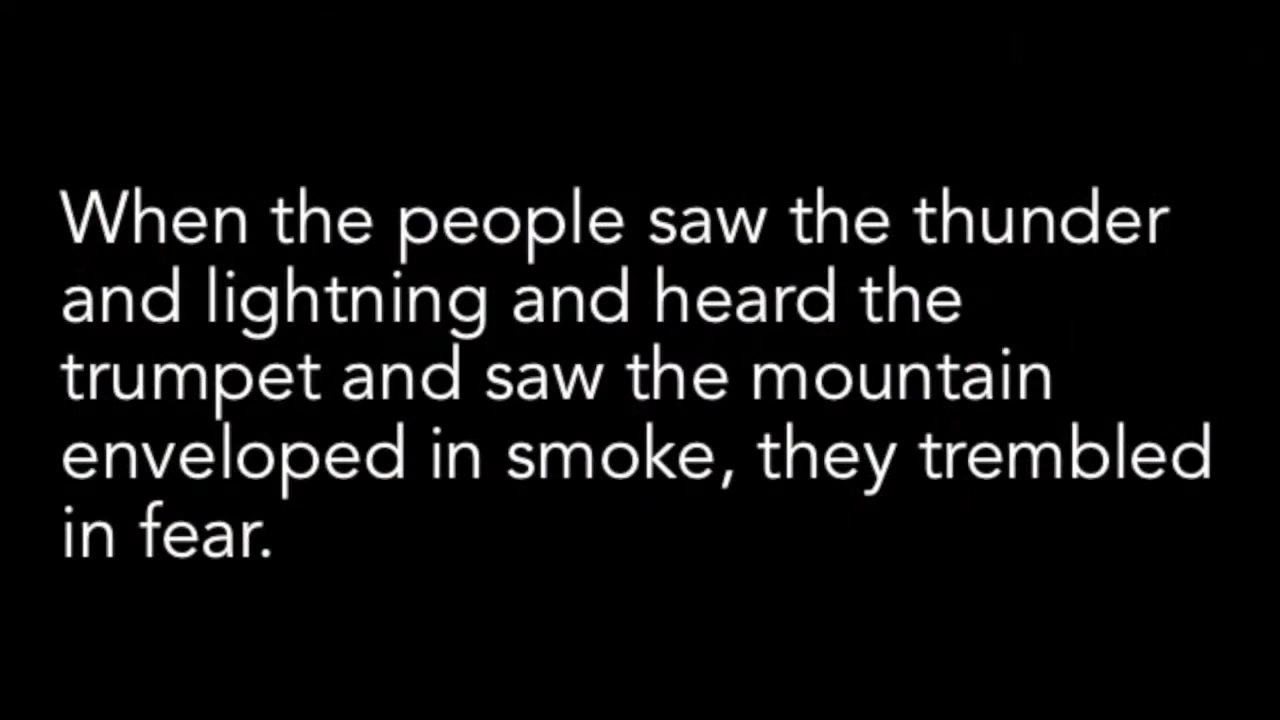 When the people saw the thunder
and lightning and heard the
trumpet and saw the mountain
enveloped in smoke, they trembled
in fear.